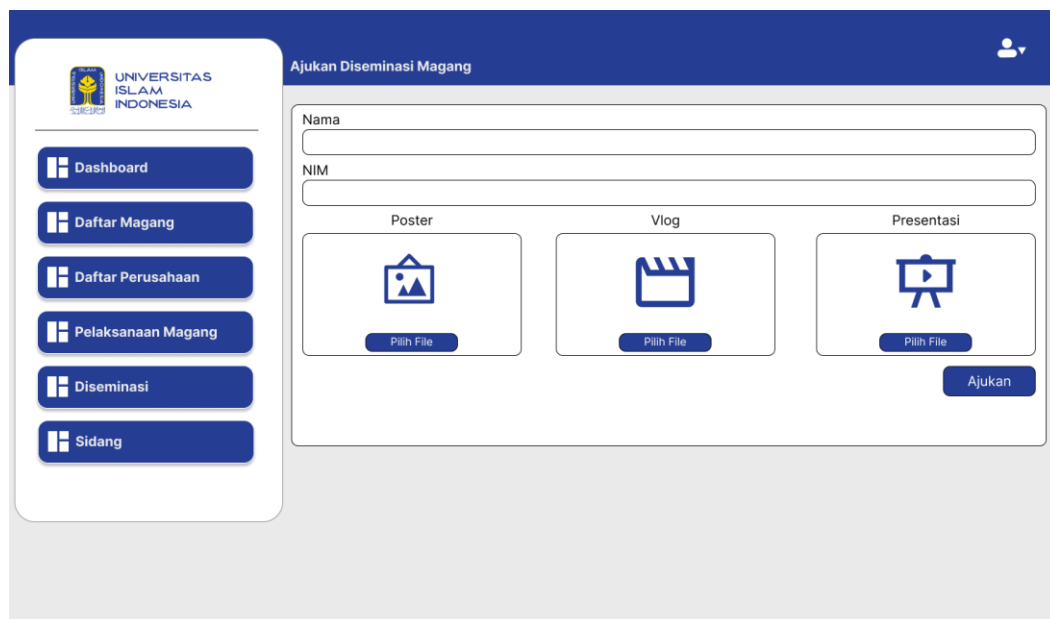 Ajukan Diseminasi Magang
UNIVERSITAS
ISLAM
INDONESIA
Dashboard
Daftar Magang
Daftar Perusahaan
Pelaksanaan Magang
Diseminasi
Sidang
Nama
NIM
Poster
Vlog
Presentasi
Pilih File
Pilih File
Pilih File
Ajukan